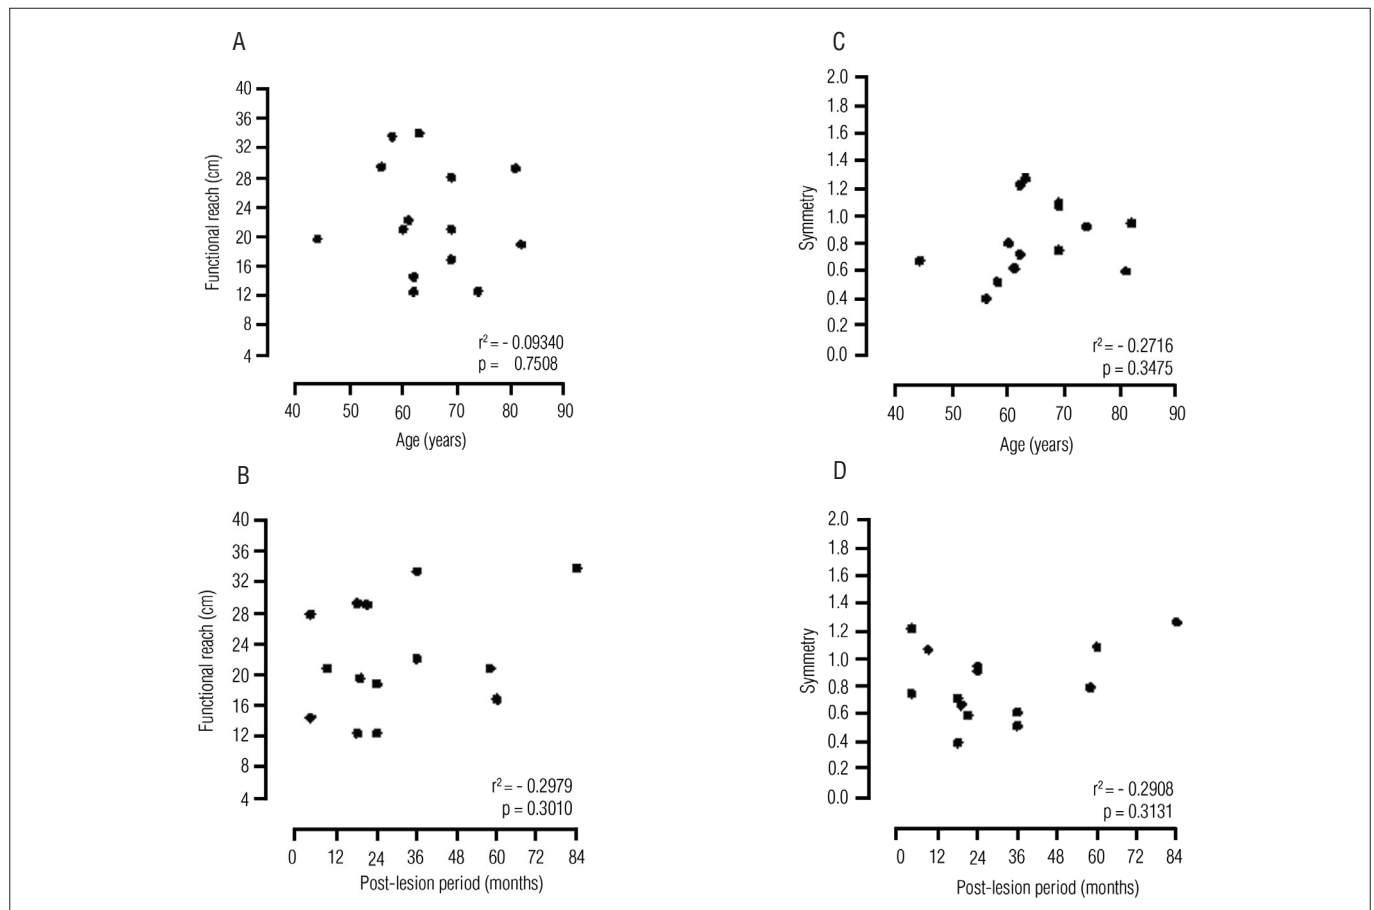 A
40
36
32
28
24
20
16
12
8
4
Functional reach (cm)
r² = - 0.09340
p = 0.7508
40 50 60 70 80 90
Age (years)
C
2.0
1.8
1.6
1.4
1.2
1.0
0.8
0.6
0.4
0.2
0.0
Symmetry
r² = - 0.2716
p = 0.3475
40 50 60 70 80 90
Age (years)
B
40
36
32
28
24
20
16
12
8
4
Functional reach (cm)
r² = - 0.2979
p = 0.3010
0 12 24 36 48 60 72 84
Post-lesion period (months)
D
2.0
1.8
1.6
1.4
1.2
1.0
0.8
0.6
0.4
0.2
0.0
Symmetry
r² = - 0.2908
p = 0.3131
0 12 24 36 48 60 72 84
Post-lesion period (months)